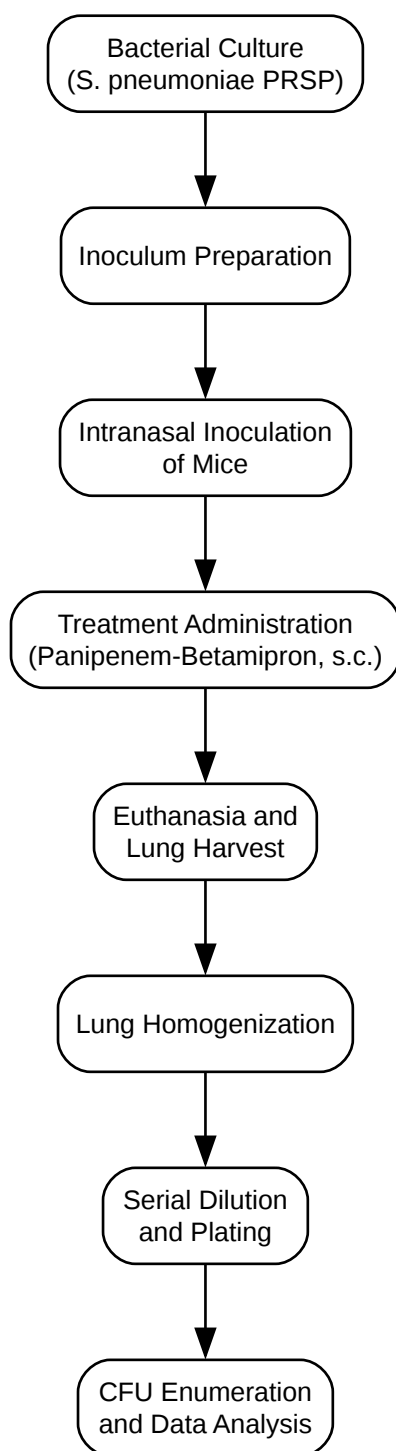 Bacterial Culture
(S. pneumoniae PRSP)
Inoculum Preparation
Intranasal Inoculation
of Mice
Treatment Administration
(Panipenem-Betamipron, s.c.)
Euthanasia and
Lung Harvest
Lung Homogenization
Serial Dilution
and Plating
CFU Enumeration
and Data Analysis